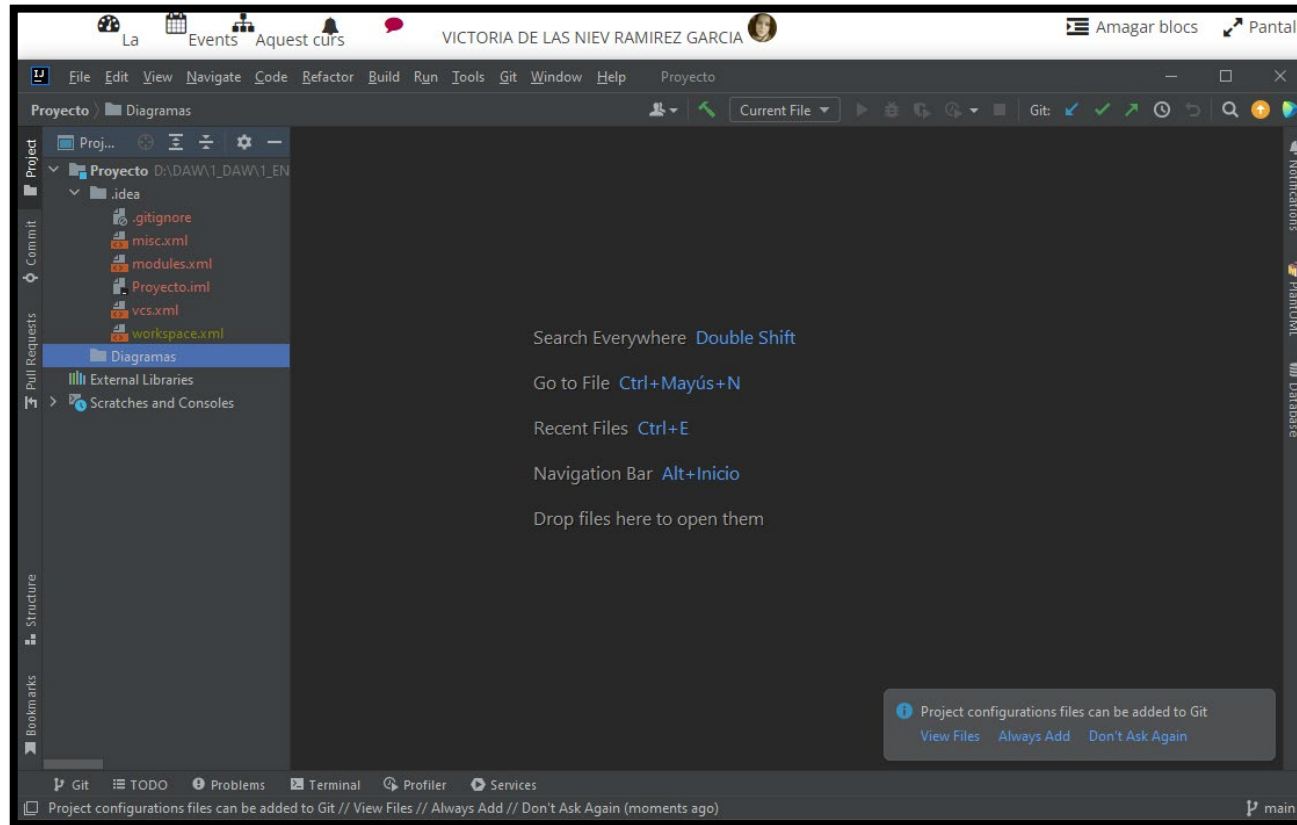 La Events Aquest curs VICTORIA DE LAS NIEV RAMIREZ GARCIA Amagar blocs Pantal
IJ File Edit View Navigate Code Refactor Build Run Tools Git Window Help Proyecto
Proyecto Diagramas Current File Git:
Project
Commit
Pull Requests
Structure
Bookmarks
Proj...
Proyecto D:\DAW\1_DAW\1_EN
.idea
.gitignore
misc.xml
modules.xml
Proyecto.iml
vcs.xml
workspace.xml
Diagramas
External Libraries
Scratches and Consoles
Search Everywhere Double Shift
Go to File Ctrl+Mayús+N
Recent Files Ctrl+E
Navigation Bar Alt+Inicio
Drop files here to open them
Notifications
PlantUML
Database
Project configurations files can be added to Git
View Files Always Add Don't Ask Again
Git TODO Problems Terminal Profiler Services
Project configurations files can be added to Git // View Files // Always Add // Don't Ask Again (moments ago) main